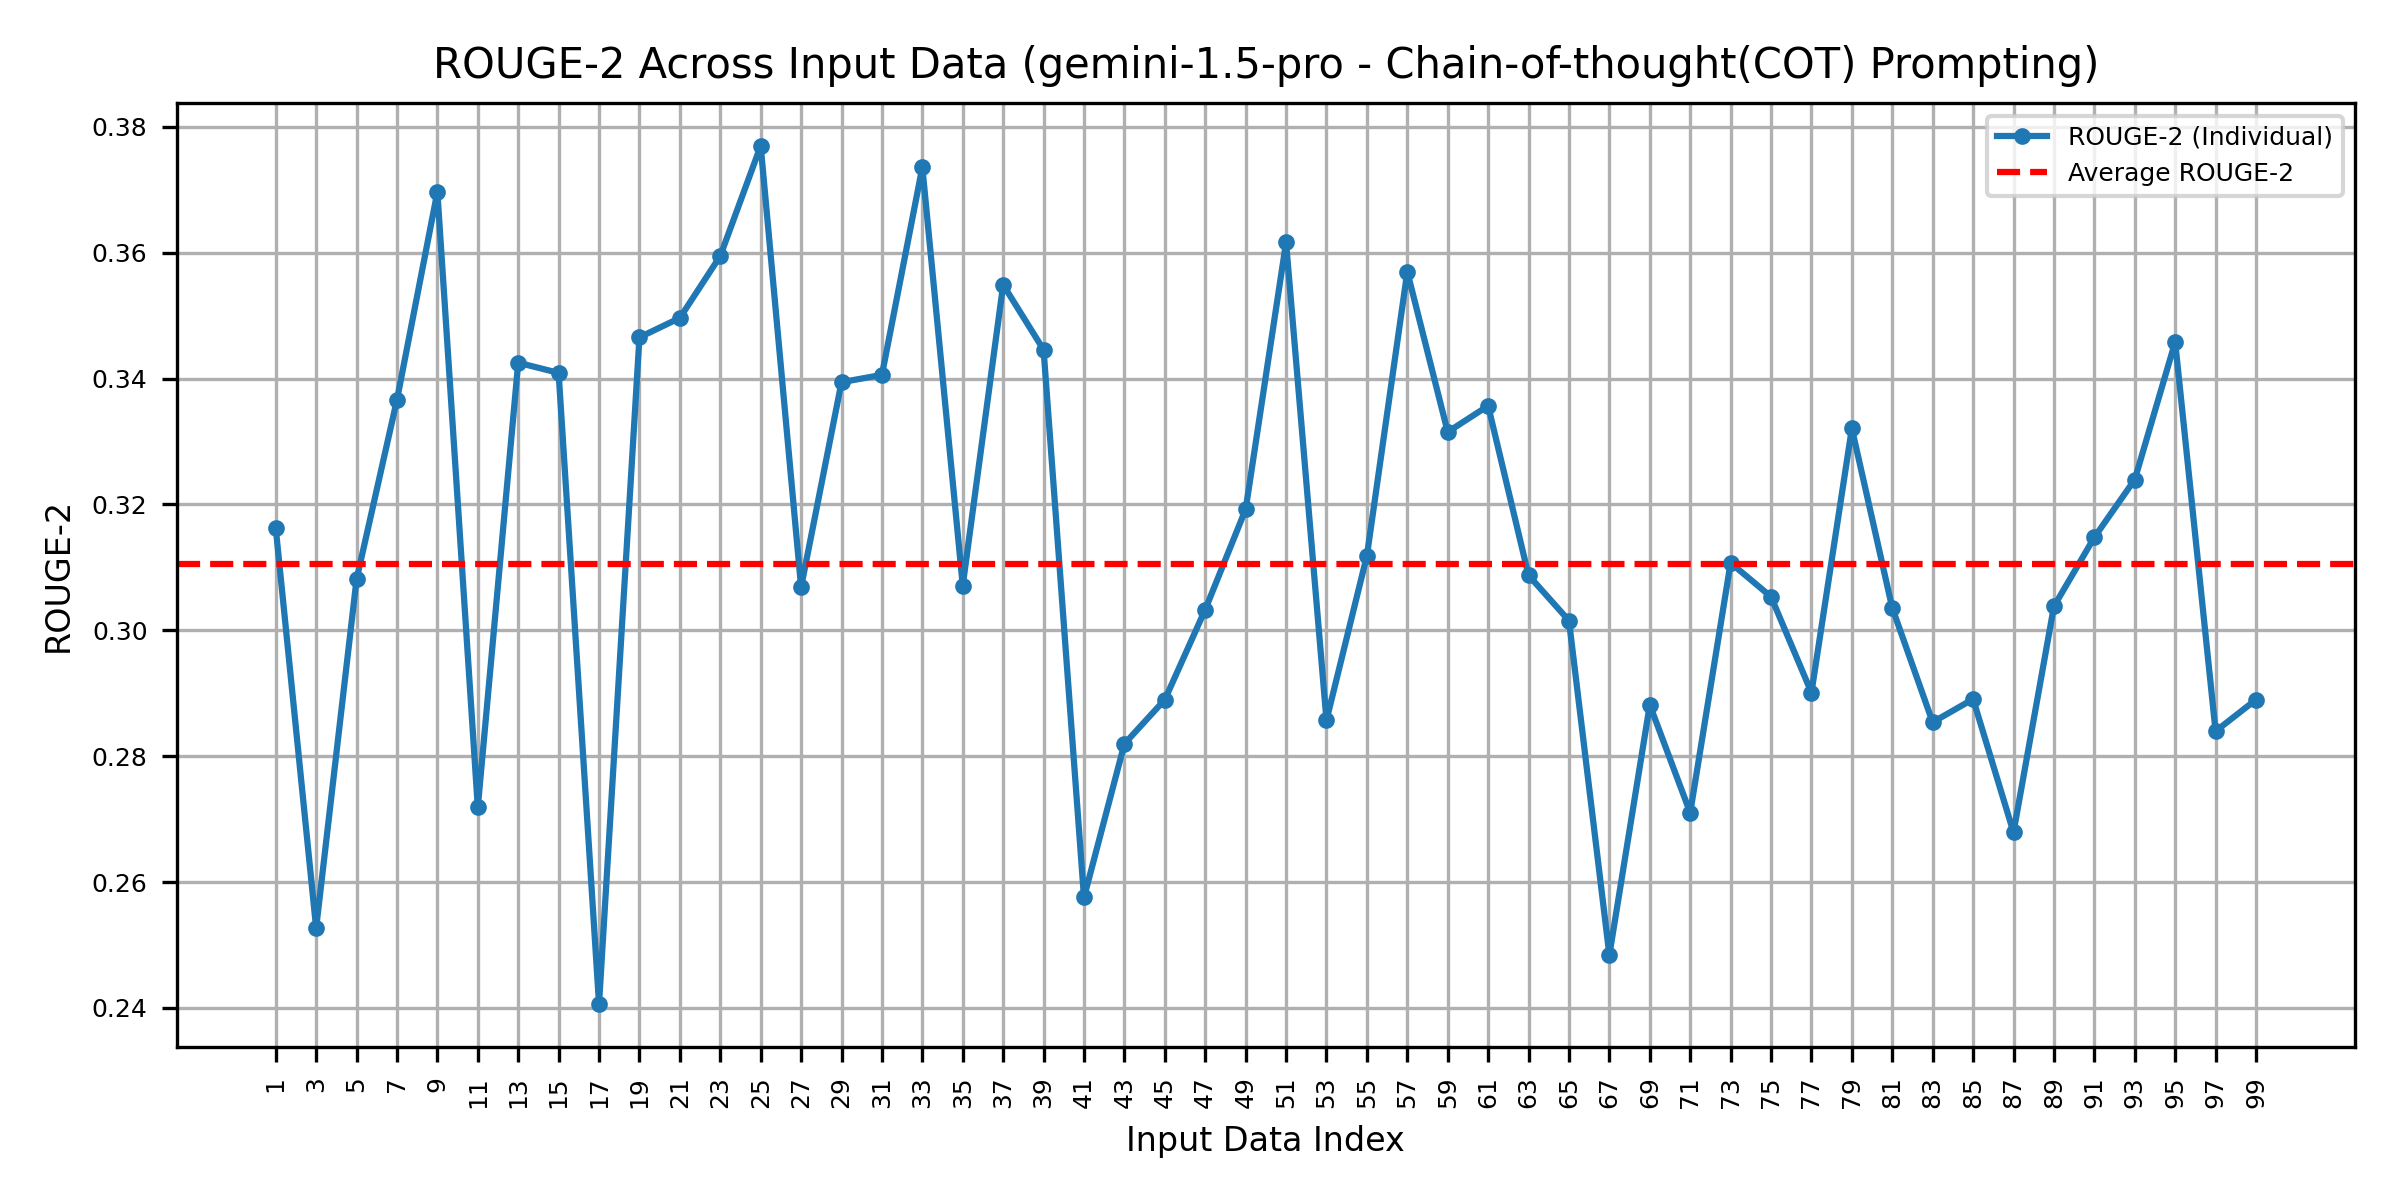 ROUGE-2 Across Input Data (gemini-1.5-pro - Chain-of-thought(COT) Prompting)
ROUGE-2 (Individual)
Average ROUGE-2
0.38
0.36
0.34
0.32
0.30
0.28
0.26
0.24
ROUGE-2
1 3 5 7 9 11 13 15 17 19 21 23 25 27 29 31 33 35 37 39 41 43 45 47 49 51 53 55 57 59 61 63 65 67 69 71 73 75 77 79 81 83 85 87 89 91 93 95 97 99
Input Data Index